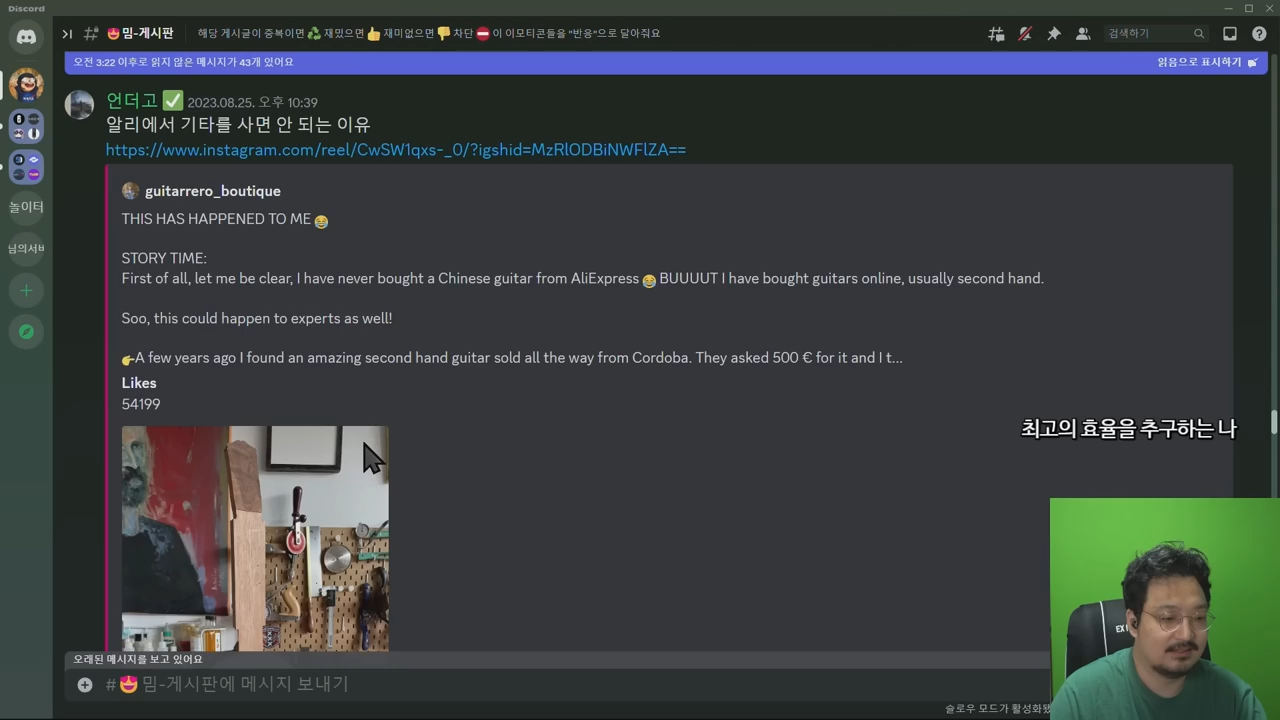 Discord
밈-게시판
해당 게시글이 중복이면 재밌으면 재미없으면 차단 이 이모티콘들을 "반응"으로 달아줘요
검색하기
오전 3:22 이후로 읽지 않은 메시지가 43개 있어요
읽음으로 표시하기
언더고 2023.08.25. 오후 10:39
알리에서 기타를 사면 안 되는 이유
https://www.instagram.com/reel/CwSW1qxs-_0/?igshid=MzRlODBiNWFlZA==
놀이터
님의서버
guitarrero_boutique
THIS HAS HAPPENED TO ME
STORY TIME:
First of all, let me be clear, I have never bought a Chinese guitar from AliExpress BUUUUT I have bought guitars online, usually second hand.
Soo, this could happen to experts as well!
A few years ago I found an amazing second hand guitar sold all the way from Cordoba. They asked 500 € for it and I t...
Likes
54199
최고의 효율을 추구하는 나
오래된 메시지를 보고 있어요
#밈-게시판에 메시지 보내기
슬로우 모드가 활성화됐